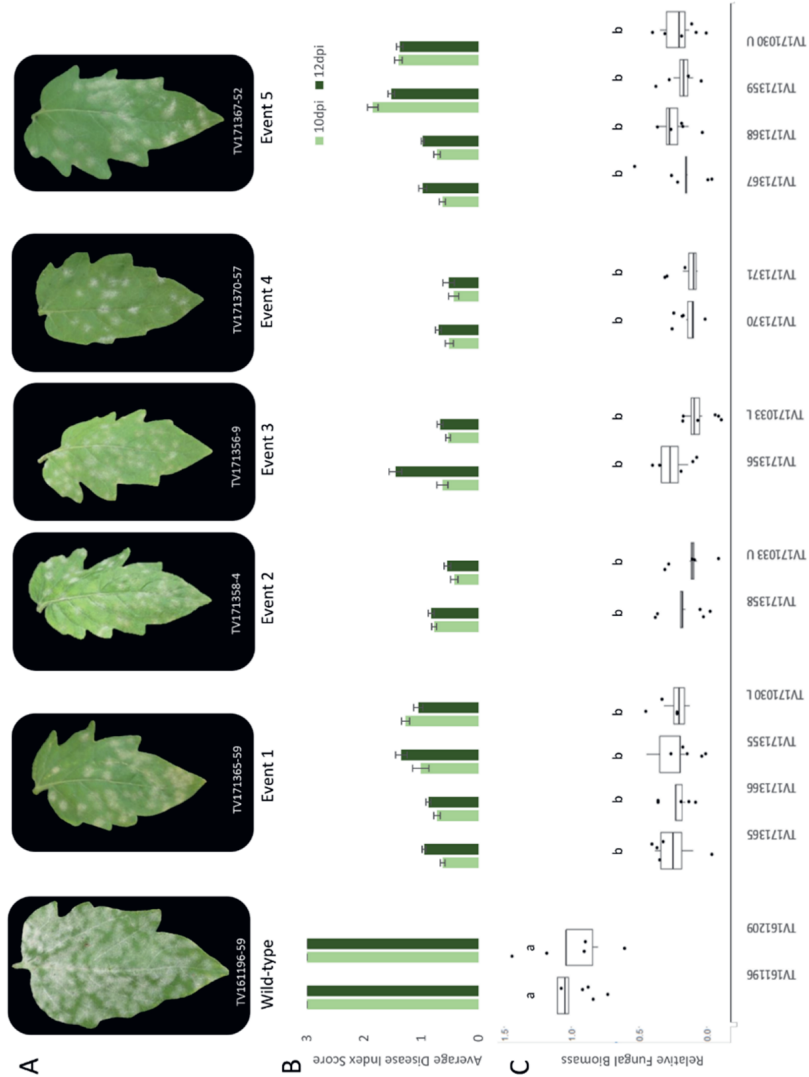 A
TV161196-59
TV171365-59
TV171358-4
TV171356-9
TV171370-57
TV171367-52
Wild-type
Event 1
Event 2
Event 3
Event 4
Event 5
B
10dpi
12dpi
Average Disease Index Score
3
2
1
0
C
Relative Fungal Biomass
1.5
1.0
0.5
0.0
a a b b b b b b b b b b b b b b
TV161196
TV161209
TV171365
TV171366
TV171355
TV171030 L
TV171358
TV171033 U
TV171356
TV171033 L
TV171370
TV171371
TV171367
TV171368
TV171359
TV171030 U